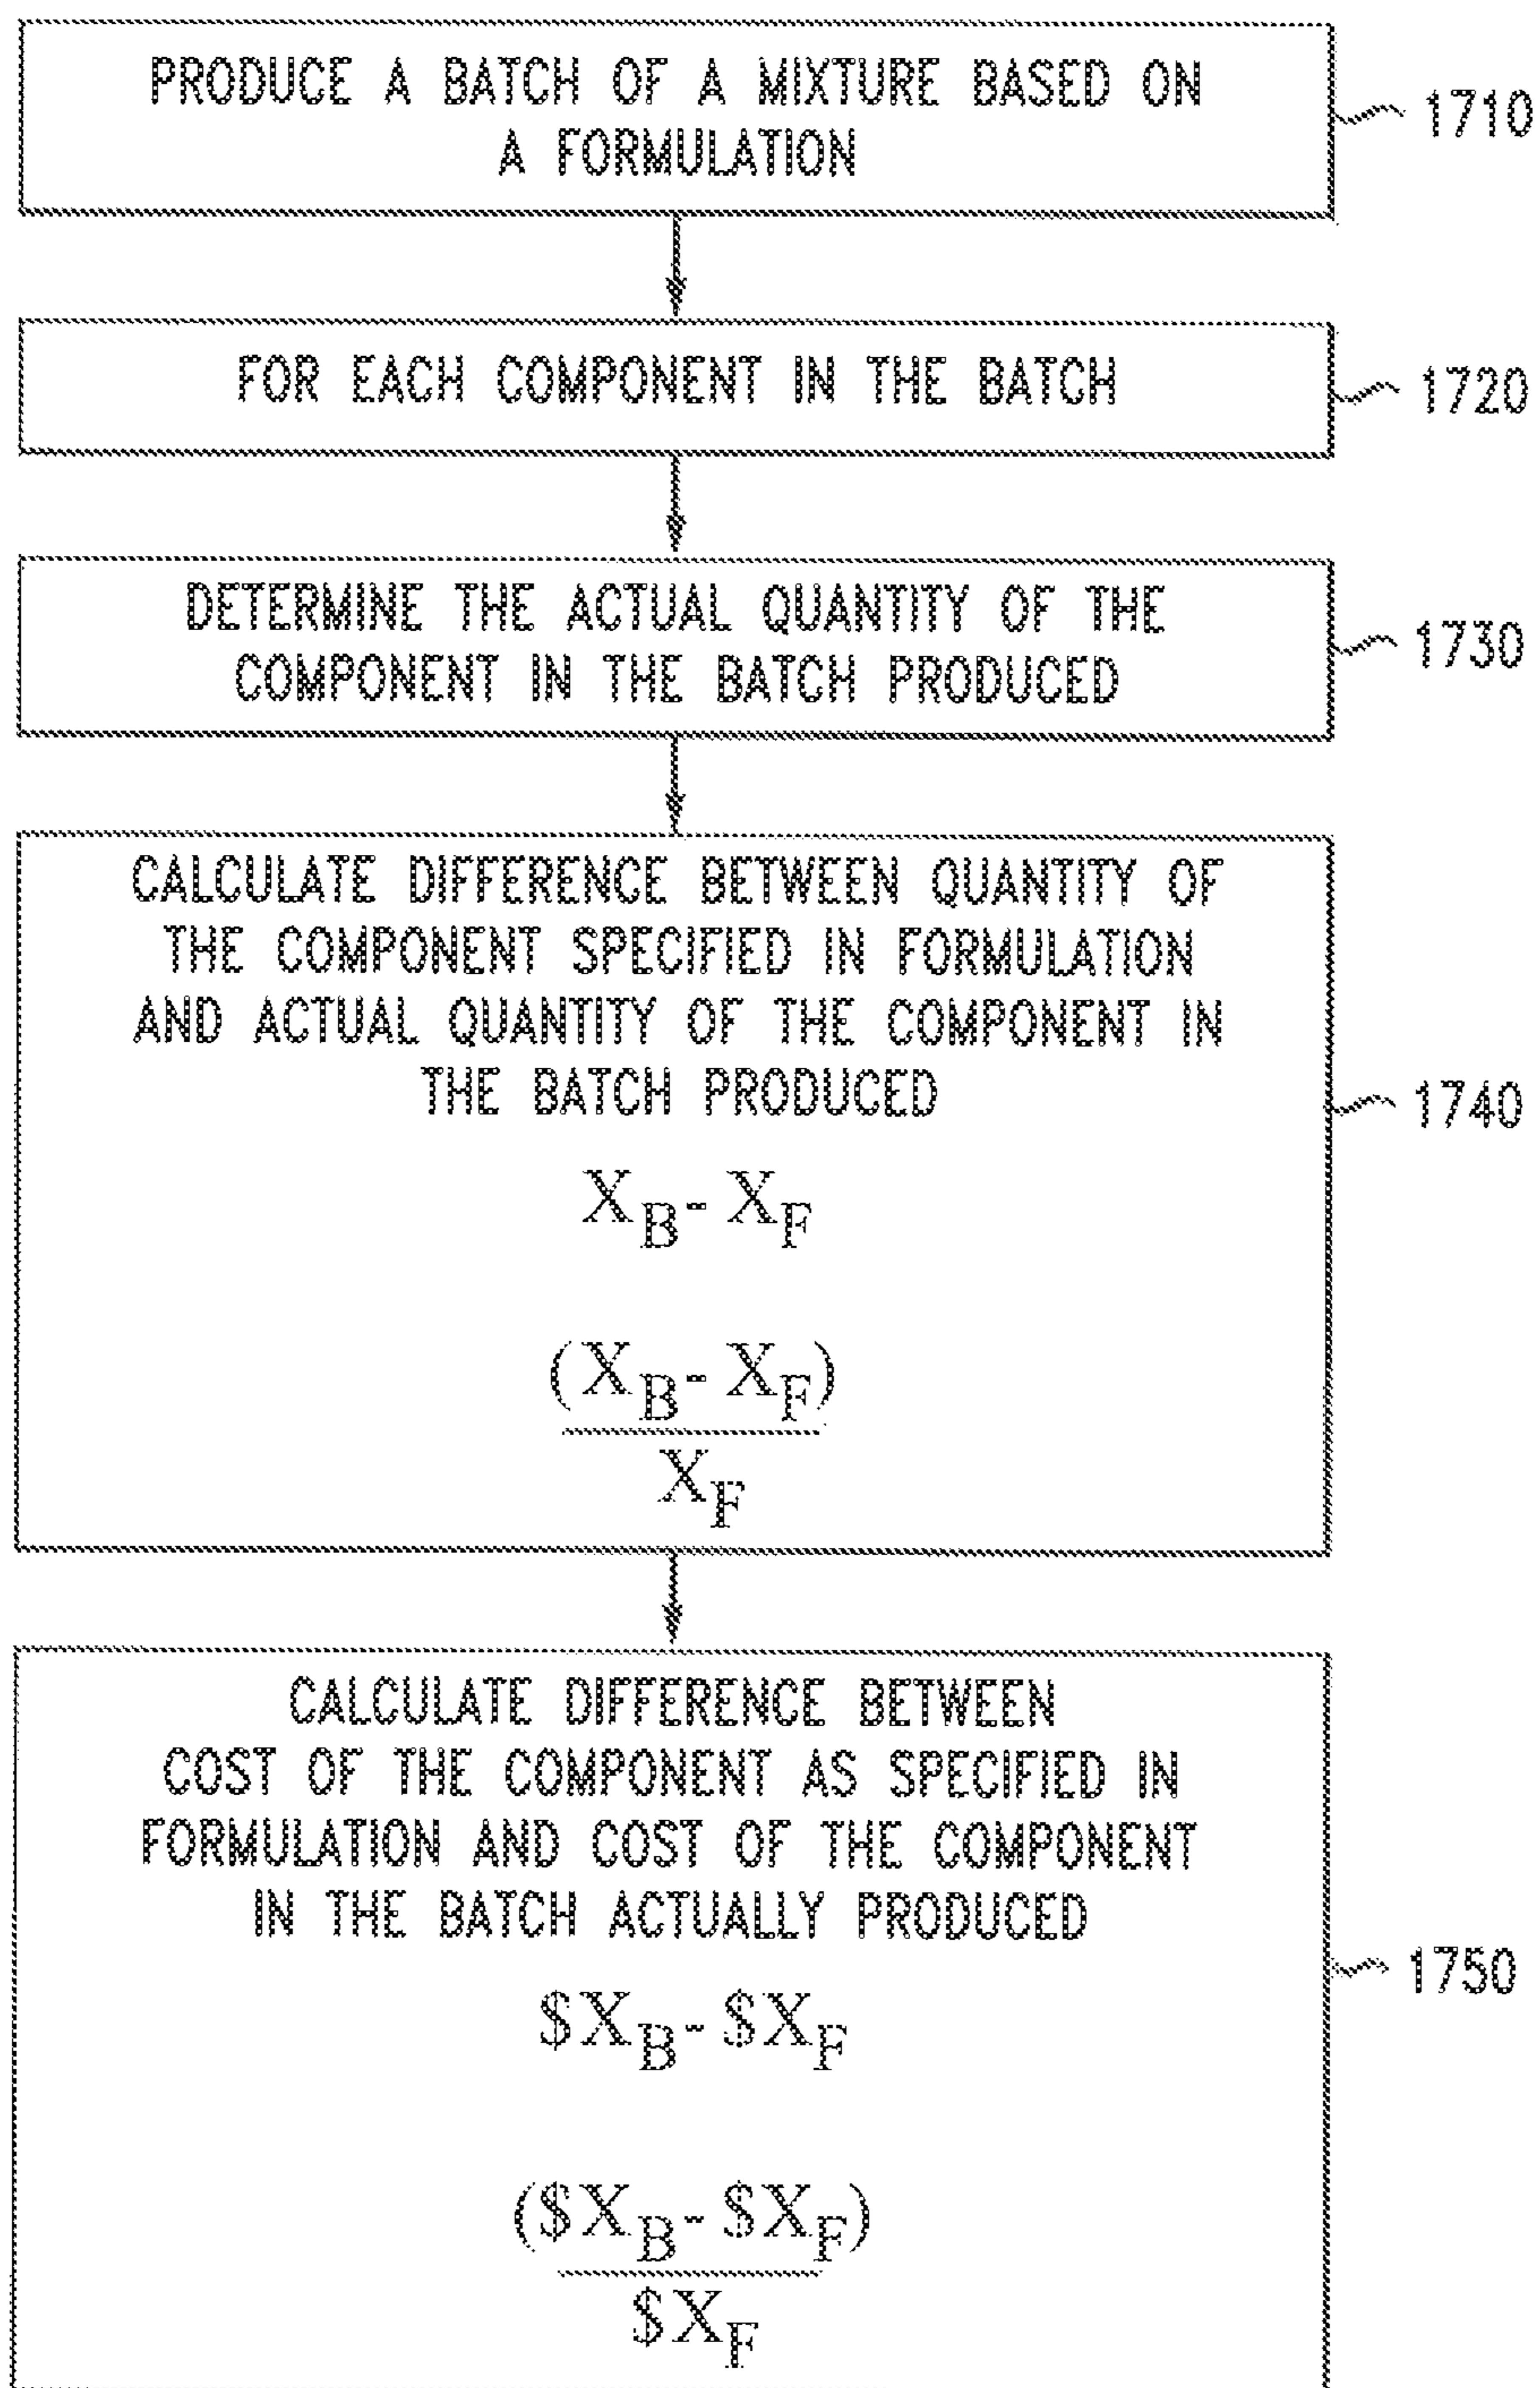 PRODUCE A BATCH OF A MIXTURE BASED ON
A FORMULATION
1710
FOR EACH COMPONENT IN THE BATCH
1720
DETERMINE THE ACTUAL QUANTITY OF THE
COMPONENT IN THE BATCH PRODUCED
1730
CALCULATE DIFFERENCE BETWEEN QUANTITY OF
THE COMPONENT SPECIFIED IN FORMULATION
AND ACTUAL QUANTITY OF THE COMPONENT IN
THE BATCH PRODUCED
1740
X_B - X_F
(X_B - X_F)
X_F
CALCULATE DIFFERENCE BETWEEN
COST OF THE COMPONENT AS SPECIFIED IN
FORMULATION AND COST OF THE COMPONENT
IN THE BATCH ACTUALLY PRODUCED
1750
$X_B - $X_F
($X_B - $X_F)
$X_F